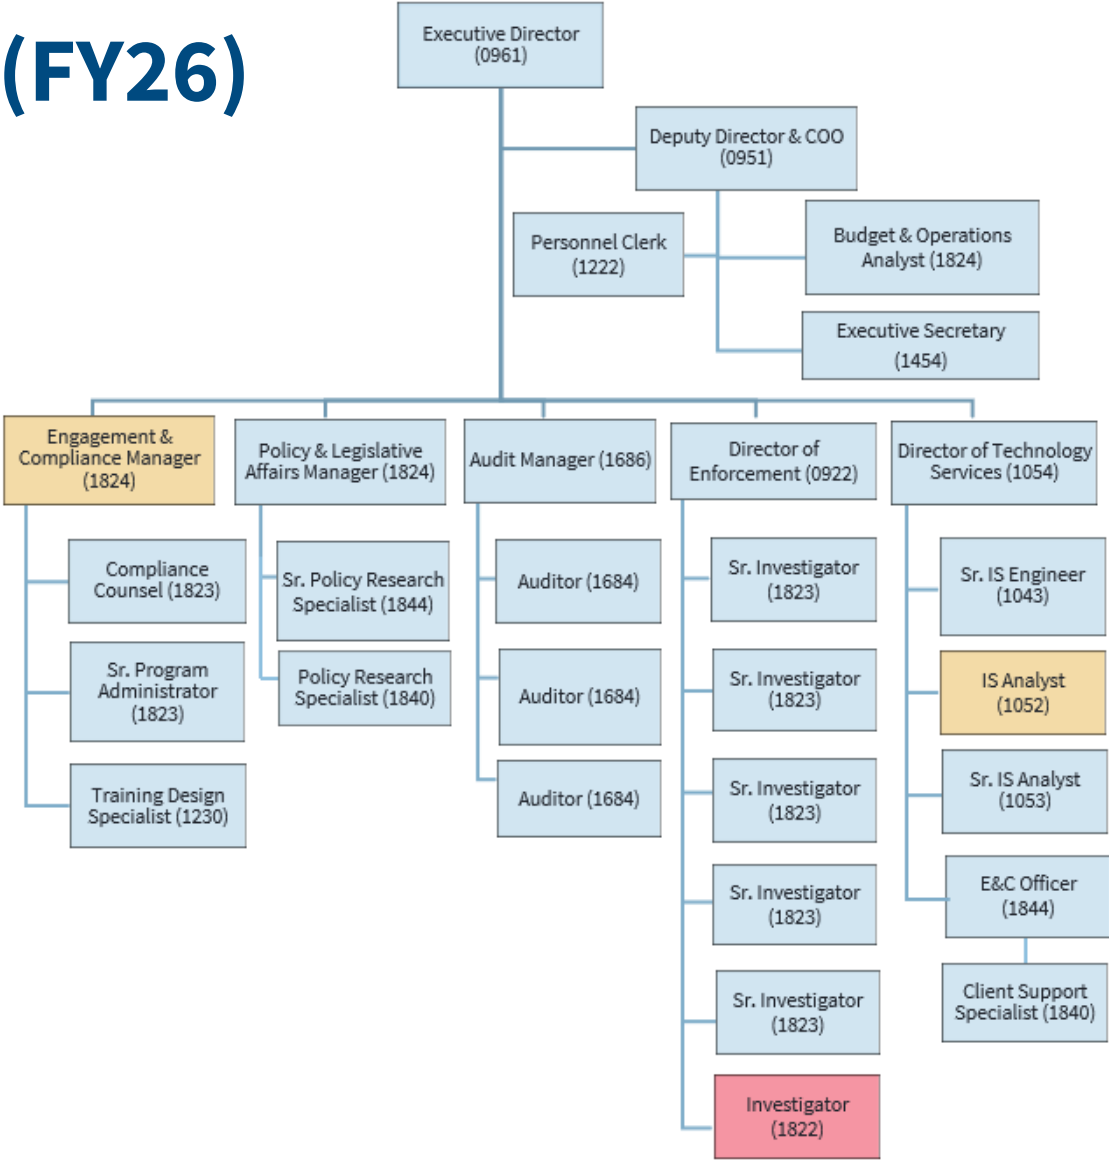 (FY26)
Executive Director
(0961)
Deputy Director & COO
(0951)
Personnel Clerk
(1222)
Budget & Operations
Analyst (1824)
Executive Secretary
(1454)
Engagement &
Compliance Manager
(1824)
Compliance
Counsel (1823)
Sr. Program
Administrator
(1823)
Training Design
Specialist (1230)
Policy & Legislative
Affairs Manager (1824)
Sr. Policy Research
Specialist (1844)
Policy Research
Specialist (1840)
Audit Manager (1686)
Auditor (1684)
Auditor (1684)
Auditor (1684)
Director of
Enforcement (0922)
Sr. Investigator
(1823)
Sr. Investigator
(1823)
Sr. Investigator
(1823)
Sr. Investigator
(1823)
Sr. Investigator
(1823)
Investigator
(1822)
Director of Technology
Services (1054)
Sr. IS Engineer
(1043)
IS Analyst
(1052)
Sr. IS Analyst
(1053)
E&C Officer
(1844)
Client Support
Specialist (1840)